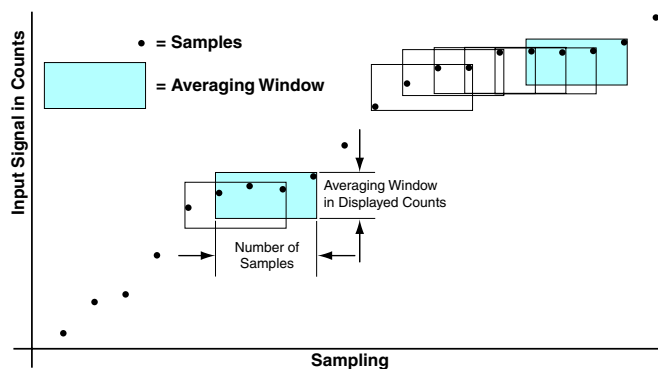 Input Signal in Counts
= Samples
= Averaging Window
Averaging Window
in Displayed Counts
Number of
Samples
Sampling